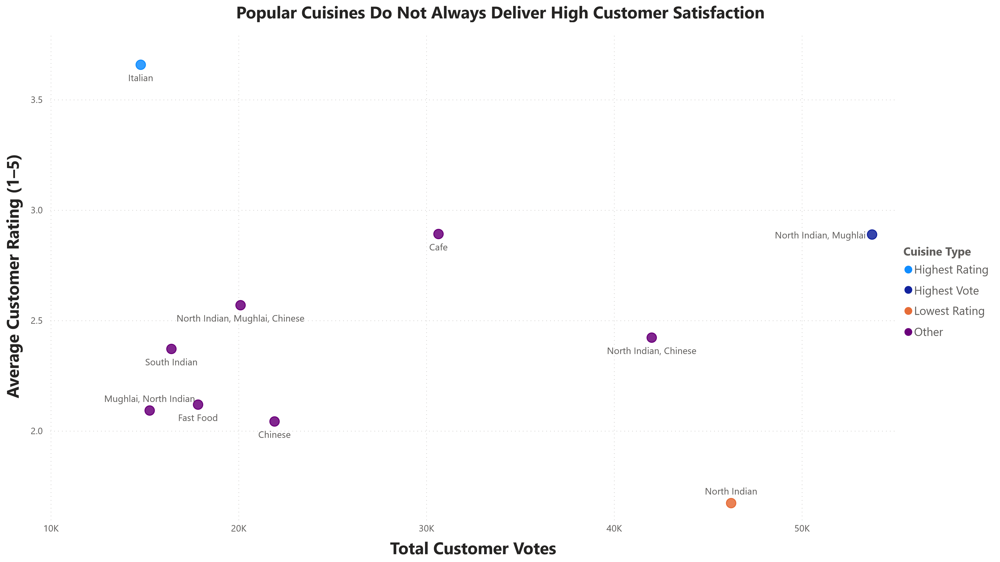 Popular Cuisines Do Not Always Deliver High Customer Satisfaction
Average Customer Rating (1–5)
3.5
3.0
2.5
2.0
Italian
Cafe
North Indian, Mughlai
North Indian, Mughlai, Chinese
South Indian
North Indian, Chinese
Mughlai, North Indian
Fast Food
Chinese
North Indian
10K
20K
30K
40K
50K
Total Customer Votes
Cuisine Type
Highest Rating
Highest Vote
Lowest Rating
Other